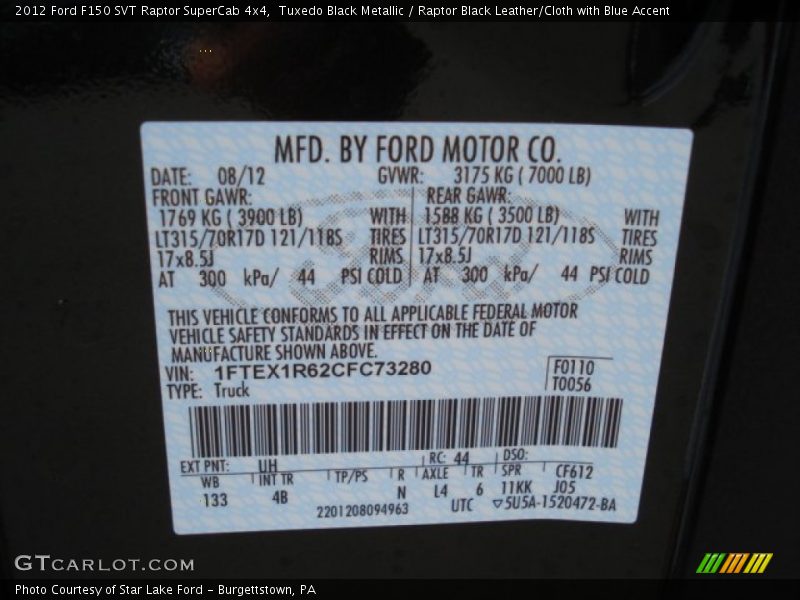 2012 Ford F150 SVT Raptor SuperCab 4x4,  Tuxedo Black Metallic / Raptor Black Leather/Cloth with Blue Accent
MFD. BY FORD MOTOR CO.
DATE: 08/12 GVWR: 3175 KG ( 7000 LB)
FRONT GAWR: REAR GAWR:
1769 KG ( 3900 LB) WITH 1588 KG ( 3500 LB) WITH
LT315/70R17D 121/118S TIRES LT315/70R17D 121/118S TIRES
17x8.5J RIMS 17x8.5J RIMS
AT 300 kPa/ 44 PSI COLD AT 300 kPa/ 44 PSI COLD
THIS VEHICLE CONFORMS TO ALL APPLICABLE FEDERAL MOTOR
VEHICLE SAFETY STANDARDS IN EFFECT ON THE DATE OF
MANUFACTURE SHOWN ABOVE.
VIN: 1FTEX1R62CFC73280 F0110
TYPE: Truck T0056
EXT PNT: UH RC: 44 DSO:
WB INT TR TP/PS R AXLE TR SPR CF612
133 4B N L4 6 11KK J05
2201208094963 UTC ▽5U5A-1520472-BA
GTCARLOT.COM
Photo Courtesy of Star Lake Ford - Burgettstown, PA